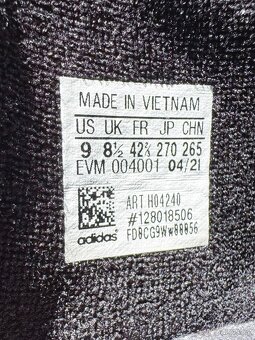 MADE IN VIETNAM
US UK FR JP CHN
9 8½ 42⅔ 270 265
EVM 004001 04/21
ART H04240
#128018506
adidas